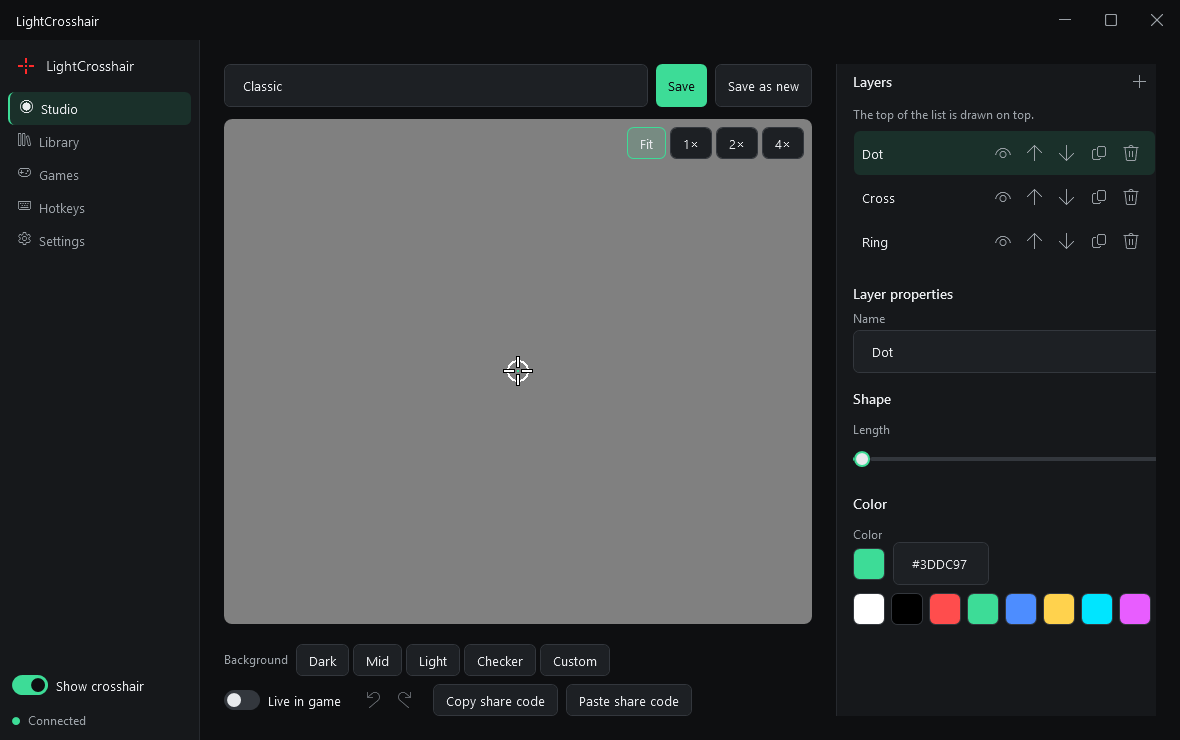 LightCrosshair
LightCrosshair
Studio
Library
Games
Hotkeys
Settings
Show crosshair
Connected
Classic
Save
Save as new
Fit
1×
2×
4×
Background
Dark
Mid
Light
Checker
Custom
Live in game
Copy share code
Paste share code
Layers
The top of the list is drawn on top.
Dot
Cross
Ring
Layer properties
Name
Dot
Shape
Length
Color
Color
#3DDC97